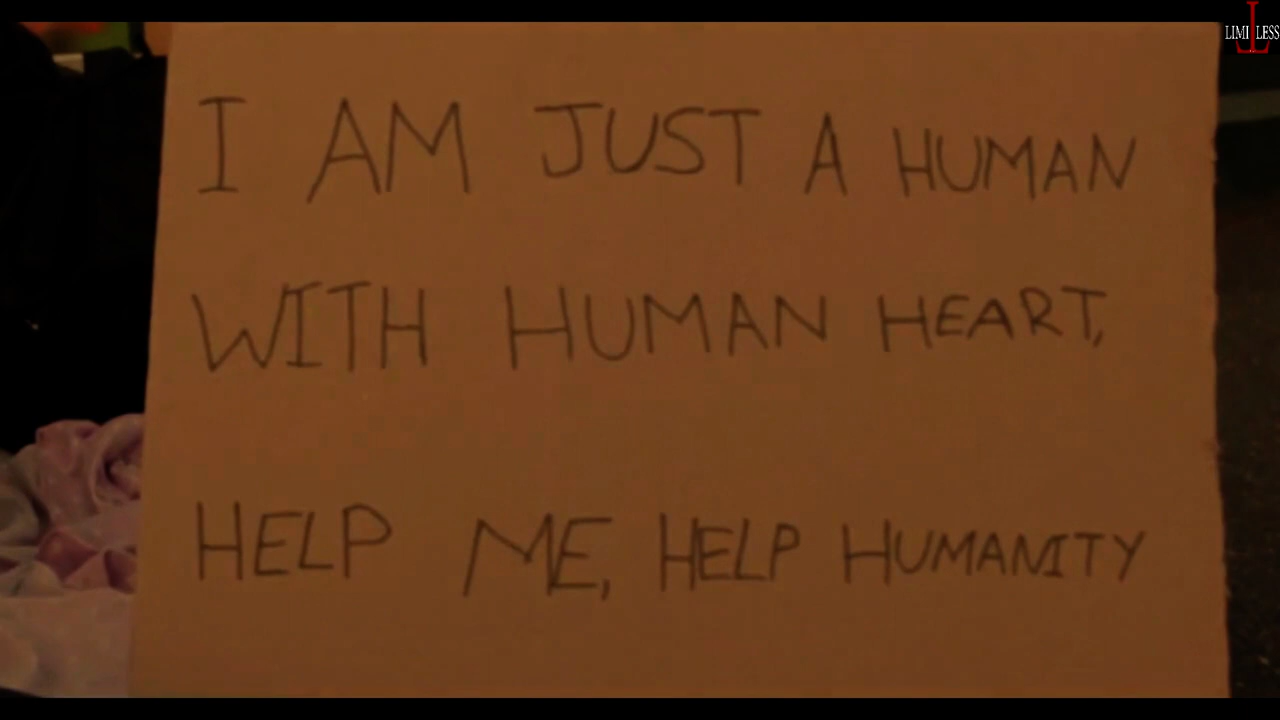 LIMITLESS
I AM JUST A HUMAN
WITH HUMAN HEART,
HELP ME, HELP HUMANITY